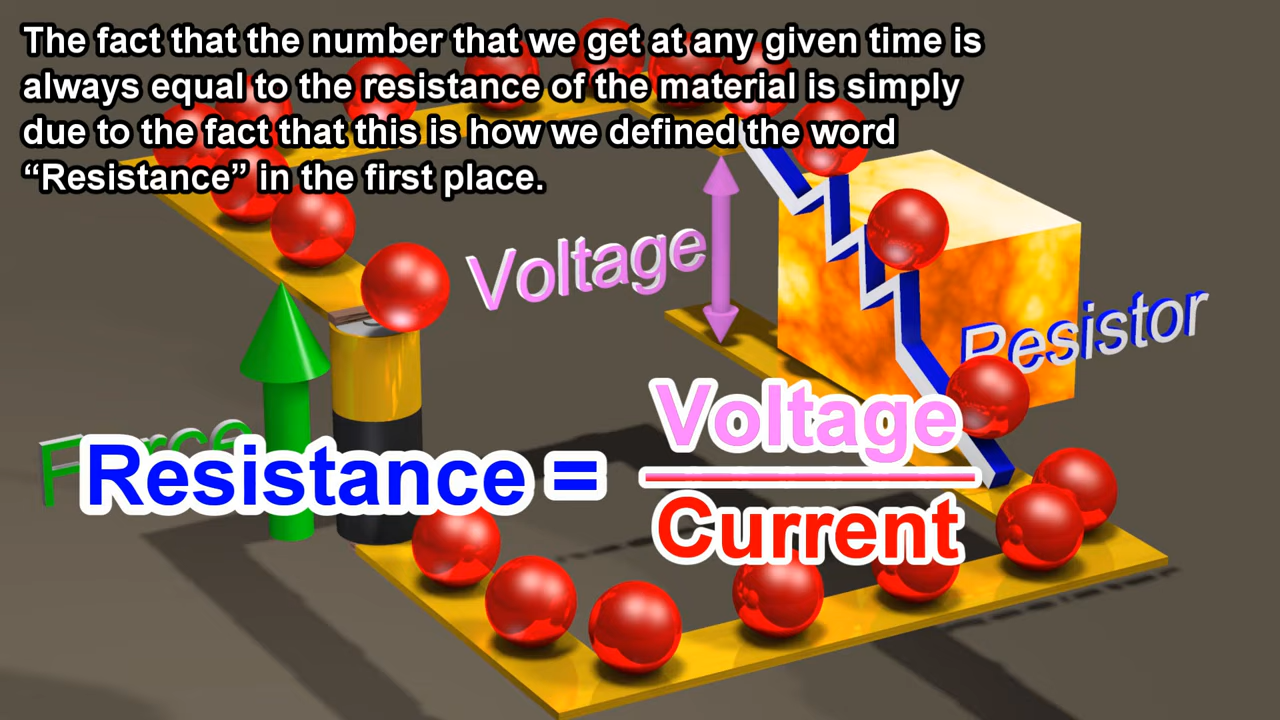 The fact that the number that we get at any given time is
always equal to the resistance of the material is simply
due to the fact that this is how we defined the word
“Resistance” in the first place.
Voltage
Resistor
Force
Resistance =
Voltage
Current